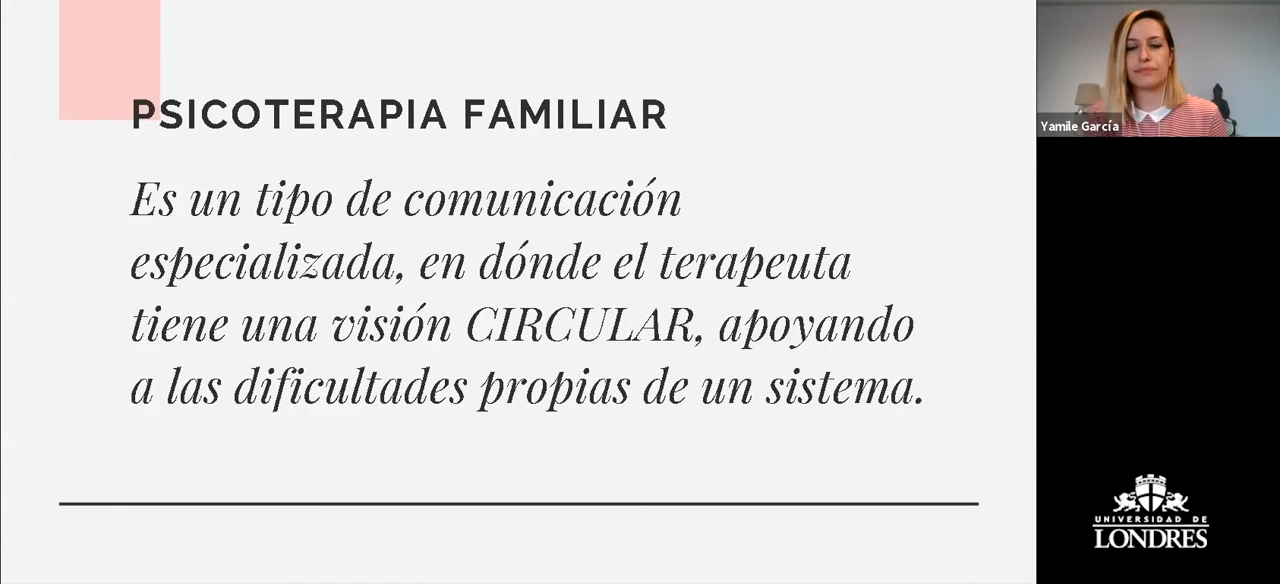 PSICOTERAPIA FAMILIAR
Es un tipo de comunicación
especializada, en dónde el terapeuta
tiene una visión CIRCULAR, apoyando
a las dificultades propias de un sistema.
Yamile García
UNIVERSIDAD DE
LONDRES